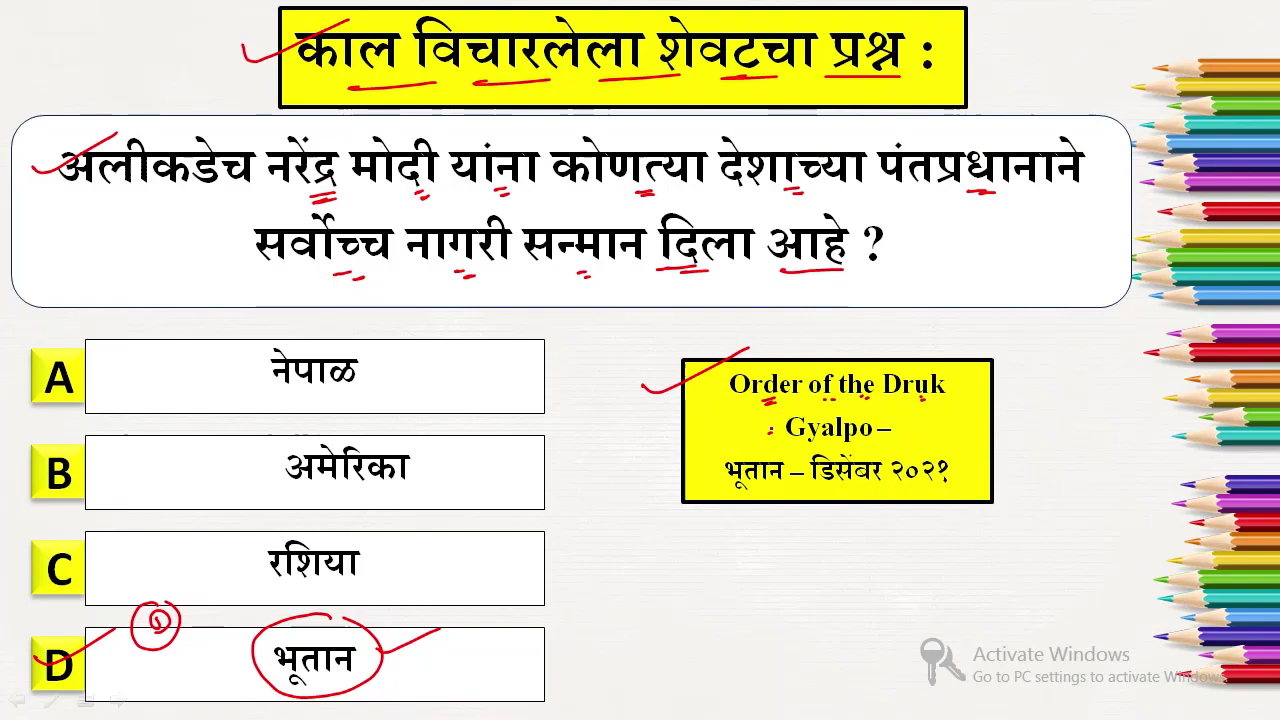 काल विचारलेला शेवटचा प्रश्न :
अलीकडेच नरेंद्र मोदी यांना कोणत्या देशाच्या पंतप्रधानाने
सर्वोच्च नागरी सन्मान दिला आहे ?
A नेपाळ
B अमेरिका
C रशिया
D भूतान
Order of the Druk
Gyalpo –
भूतान – डिसेंबर २०२१
Activate Windows
Go to PC settings to activate Windows.